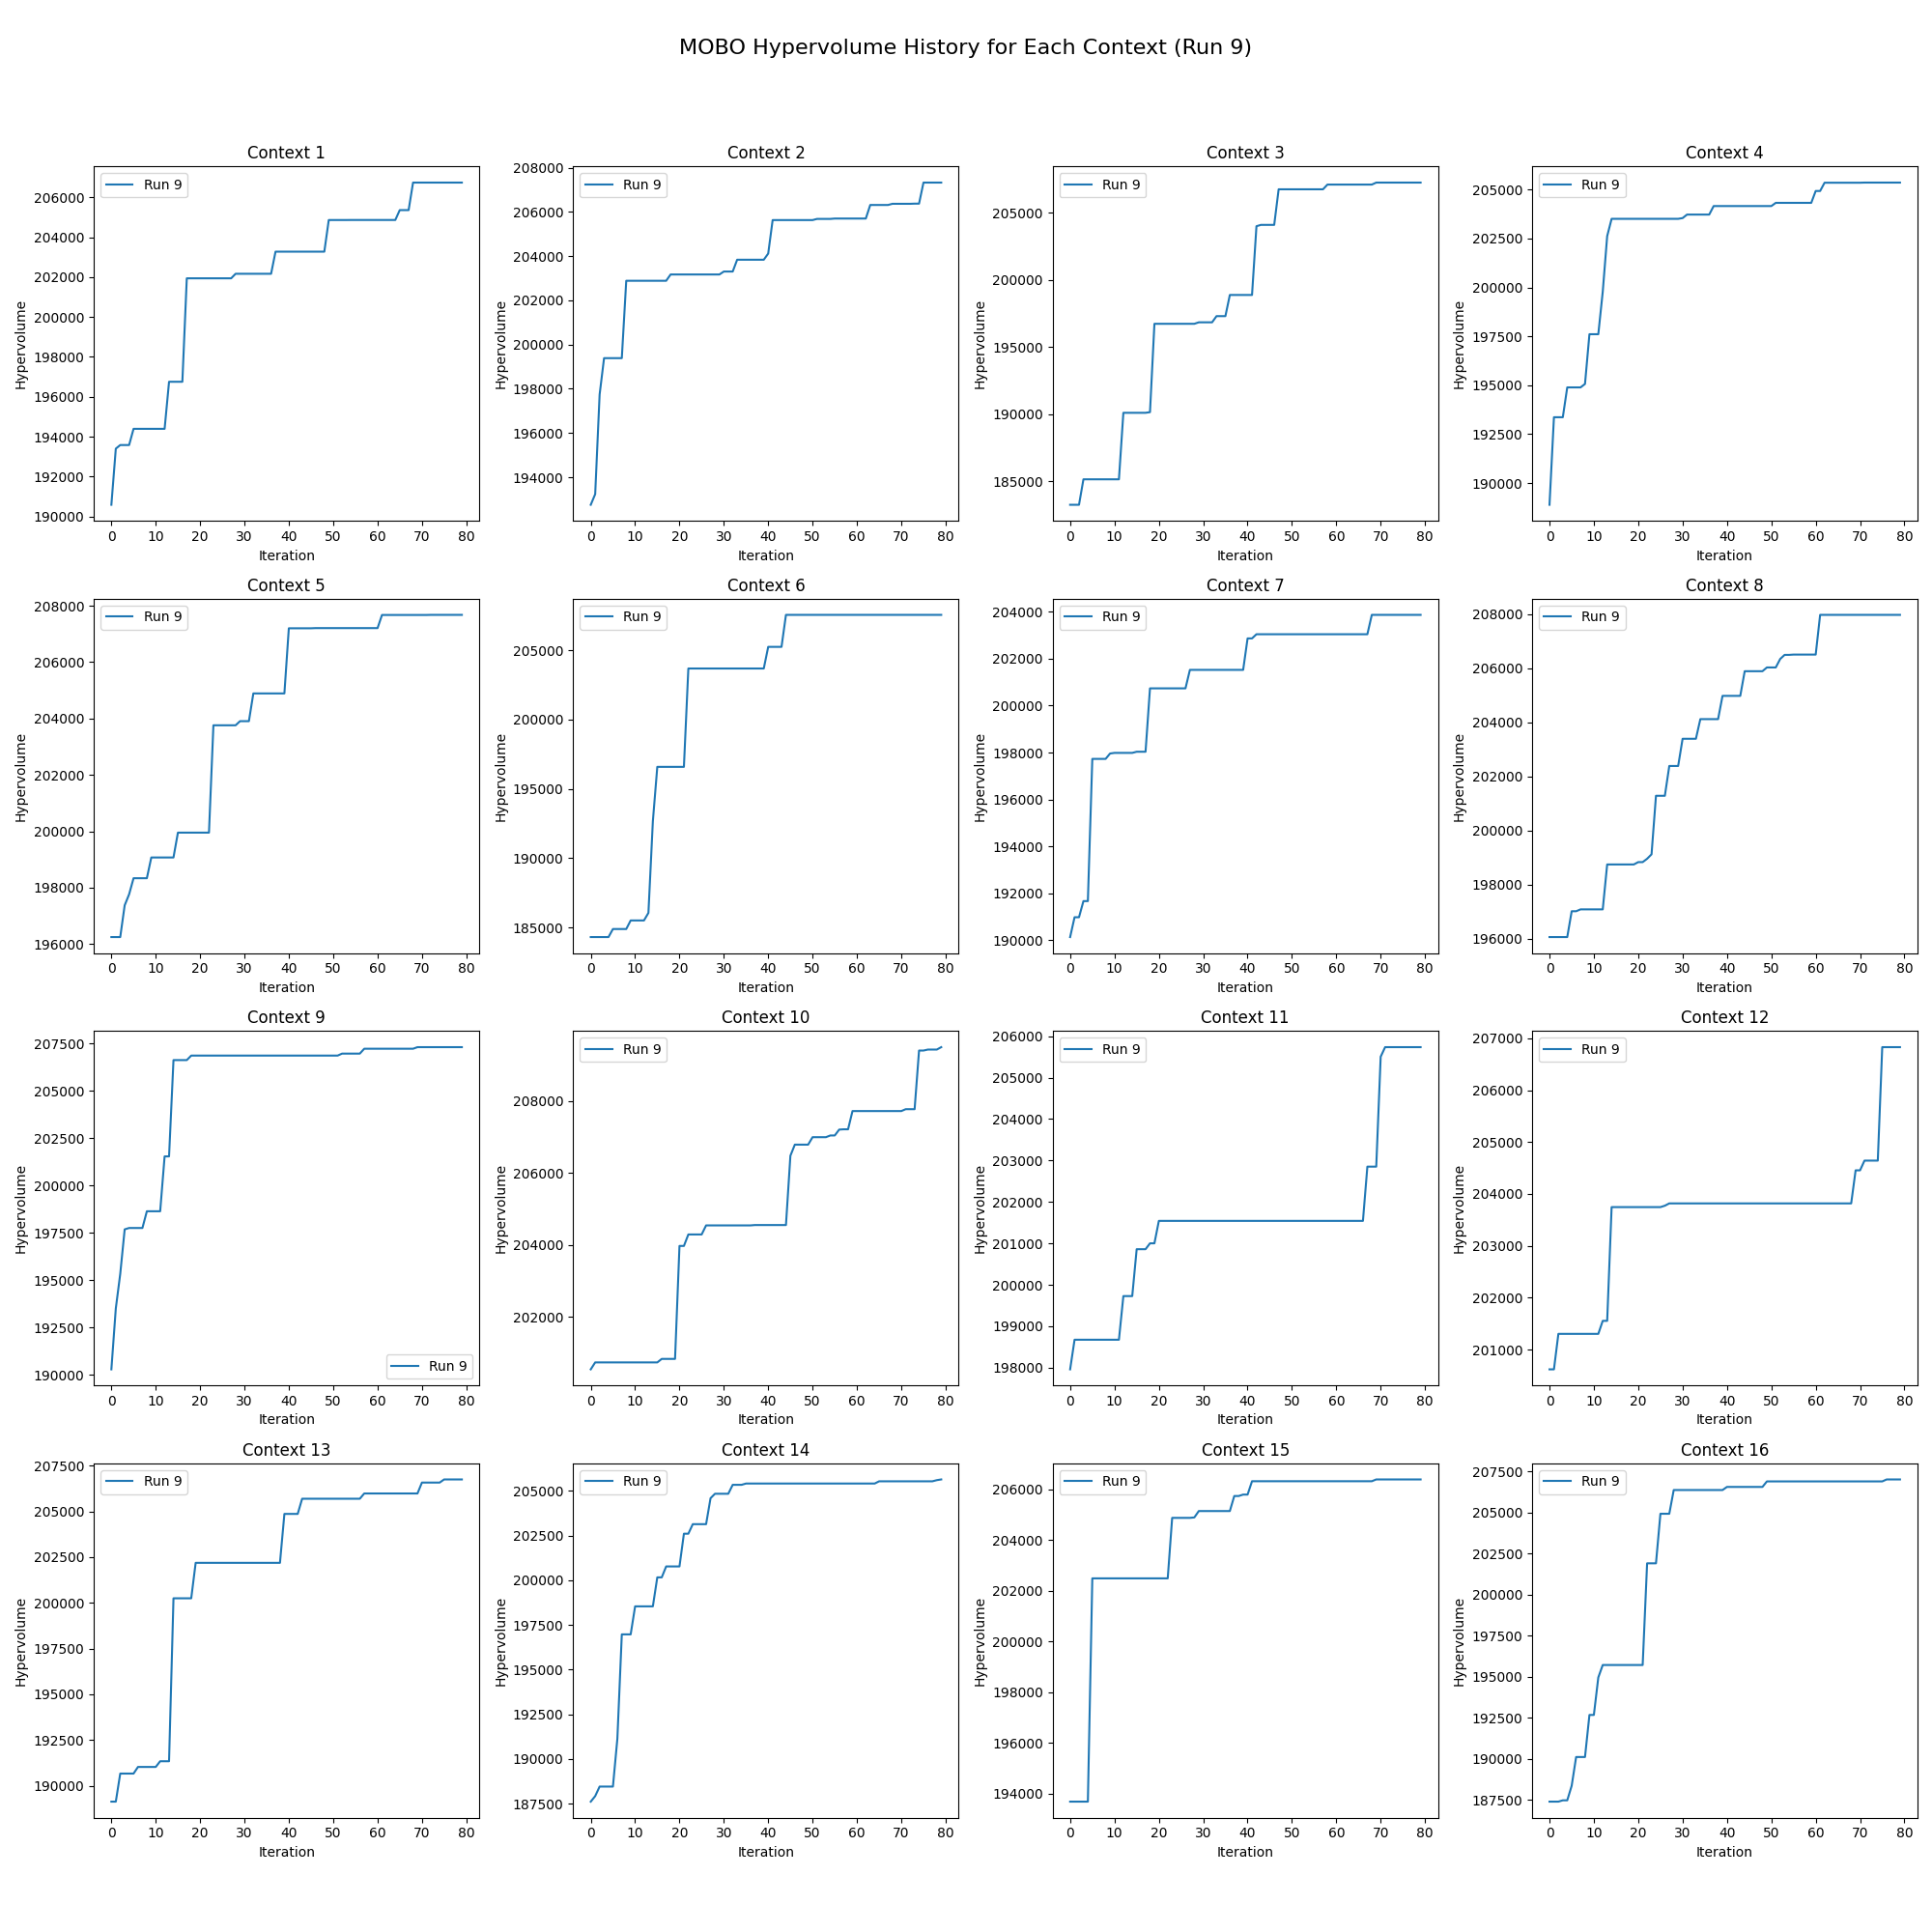 MOBO Hypervolume History for Each Context (Run 9)
Context 1
Run 9
206000
204000
202000
200000
198000
196000
194000
192000
190000
Hypervolume
0 10 20 30 40 50 60 70 80
Iteration
Context 2
Run 9
208000
206000
204000
202000
200000
198000
196000
194000
Hypervolume
0 10 20 30 40 50 60 70 80
Iteration
Context 3
Run 9
205000
200000
195000
190000
185000
Hypervolume
0 10 20 30 40 50 60 70 80
Iteration
Context 4
Run 9
205000
202500
200000
197500
195000
192500
190000
Hypervolume
0 10 20 30 40 50 60 70 80
Iteration
Context 5
Run 9
208000
206000
204000
202000
200000
198000
196000
Hypervolume
0 10 20 30 40 50 60 70 80
Iteration
Context 6
Run 9
205000
200000
195000
190000
185000
Hypervolume
0 10 20 30 40 50 60 70 80
Iteration
Context 7
Run 9
204000
202000
200000
198000
196000
194000
192000
190000
Hypervolume
0 10 20 30 40 50 60 70 80
Iteration
Context 8
Run 9
208000
206000
204000
202000
200000
198000
196000
Hypervolume
0 10 20 30 40 50 60 70 80
Iteration
Context 9
207500
205000
202500
200000
197500
195000
192500
190000
Hypervolume
Run 9
0 10 20 30 40 50 60 70 80
Iteration
Context 10
Run 9
208000
206000
204000
202000
Hypervolume
0 10 20 30 40 50 60 70 80
Iteration
Context 11
Run 9
206000
205000
204000
203000
202000
201000
200000
199000
198000
Hypervolume
0 10 20 30 40 50 60 70 80
Iteration
Context 12
Run 9
207000
206000
205000
204000
203000
202000
201000
Hypervolume
0 10 20 30 40 50 60 70 80
Iteration
Context 13
Run 9
207500
205000
202500
200000
197500
195000
192500
190000
Hypervolume
0 10 20 30 40 50 60 70 80
Iteration
Context 14
Run 9
205000
202500
200000
197500
195000
192500
190000
187500
Hypervolume
0 10 20 30 40 50 60 70 80
Iteration
Context 15
Run 9
206000
204000
202000
200000
198000
196000
194000
Hypervolume
0 10 20 30 40 50 60 70 80
Iteration
Context 16
Run 9
207500
205000
202500
200000
197500
195000
192500
190000
187500
Hypervolume
0 10 20 30 40 50 60 70 80
Iteration